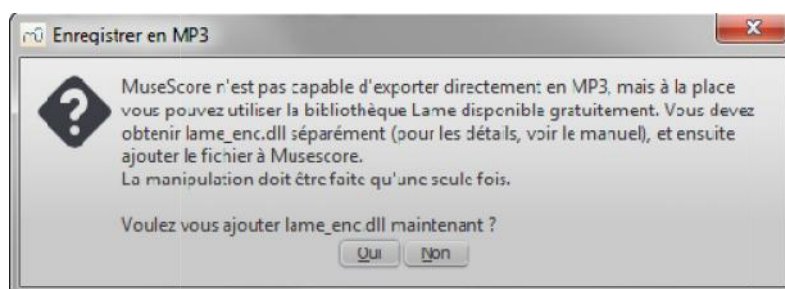 Enregistrer en MP3
MuseScore n'est pas capable d'exporter directement en MP3, mais à la place
vous pouvez utiliser la bibliothèque Lame disponible gratuitement. Vous devez
obtenir lame_enc.dll séparément (pour les détails, voir le manuel), et ensuite
ajouter le fichier à Musescore.
La manipulation doit être faite qu'une seule fois.
Voulez vous ajouter lame_enc.dll maintenant ?
Oui Non